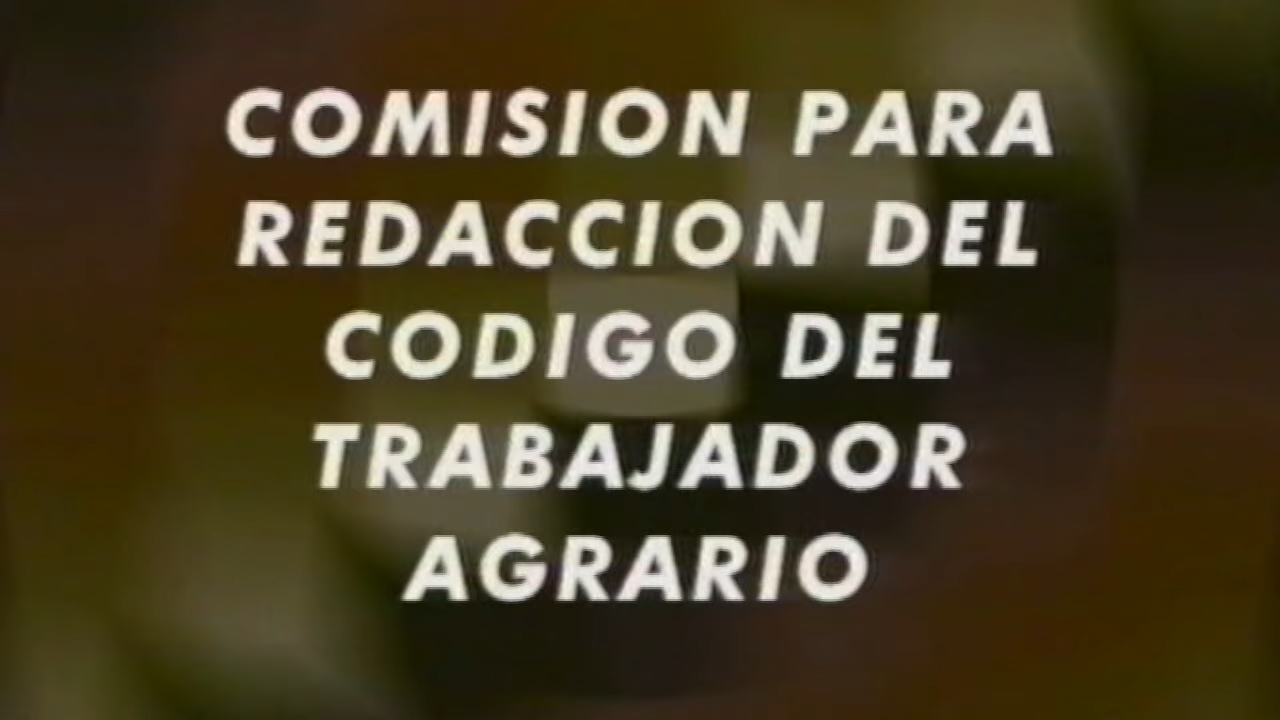 COMISION PARA
REDACCION DEL
CODIGO DEL
TRABAJADOR
AGRARIO